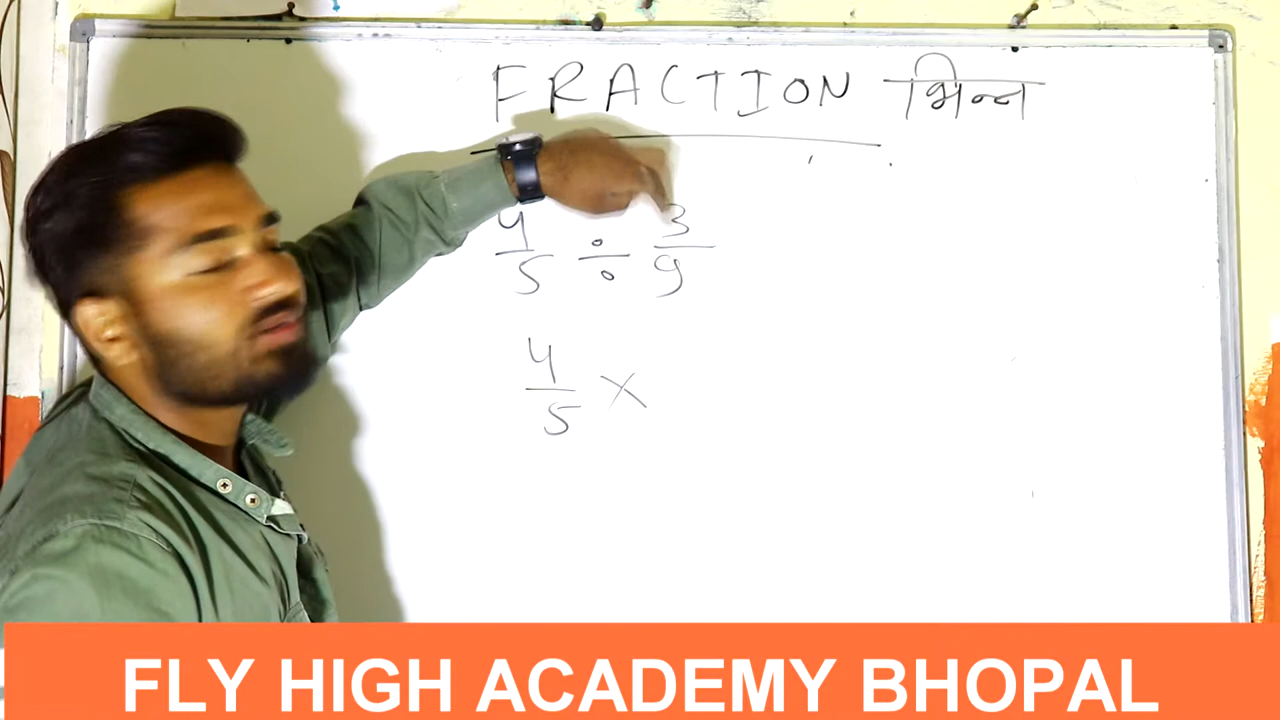 FRACTION भिन्न
4/5 ÷ 3/9
4/5 ×
FLY HIGH ACADEMY BHOPAL